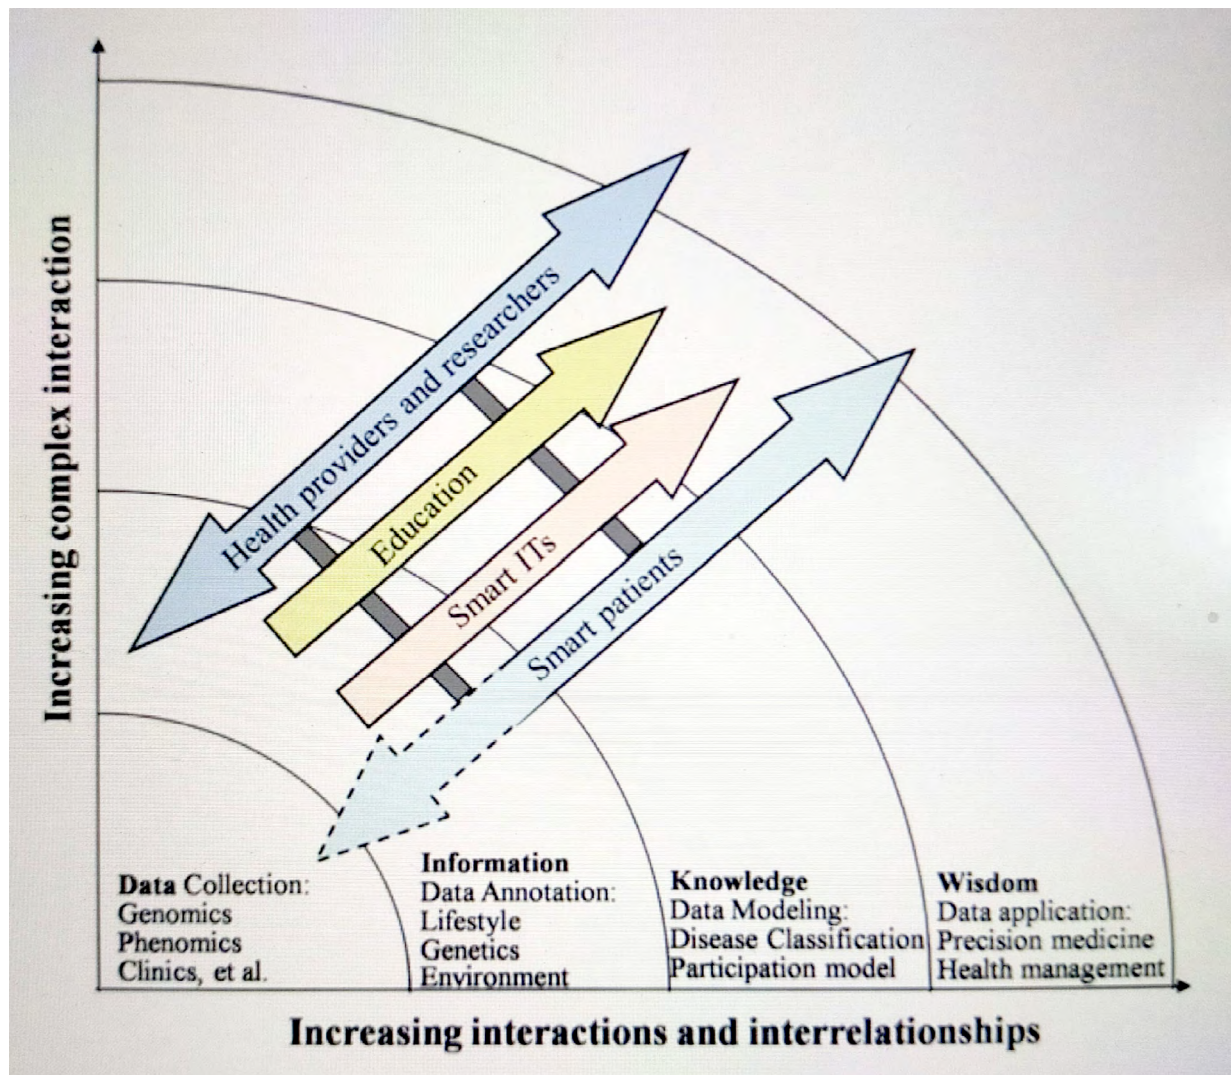 Increasing complex interaction
Health providers and researchers
Education
Smart ITs
Smart patients
Data Collection:
Genomics
Phenomics
Clinics, et al.
Information
Data Annotation:
Lifestyle
Genetics
Environment
Knowledge
Data Modeling:
Disease Classification
Participation model
Wisdom
Data application:
Precision medicine
Health management
Increasing interactions and interrelationships